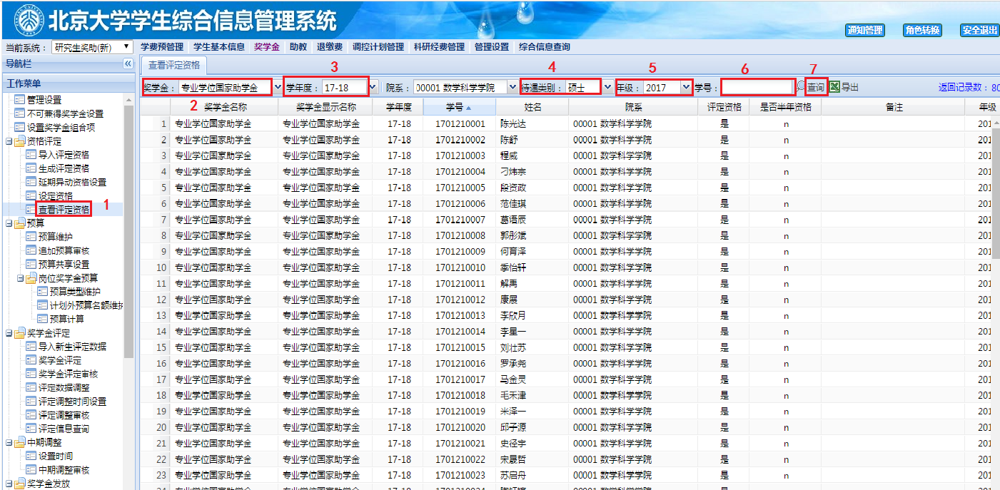 北京大学学生综合信息管理系统
通知管理 角色转换 安全退出
当前系统： 研究生奖助(新) 学费预管理 学生基本信息 奖学金 助教 退缴费 调控计划管理 科研经费管理 管理设置 综合信息查询
导航栏
工作菜单
管理设置
不可兼得奖学金设置
设置奖学金组合项
资格评定
导入评定资格
生成评定资格
延期异动资格设置
设定资格
查看评定资格 1
预算
预算维护
追加预算审核
预算共享设置
岗位奖学金预算
预算类型维护
计划外预算名额维护
预算计算
奖学金评定
导入新生评定数据
奖学金评定
奖学金评定审核
评定数据调整
评定调整时间设置
评定调整审核
评定信息查询
中期调整
设置时间
中期调整审核
奖学金发放
查看评定资格
3 4 5 6 7
奖学金： 专业学位国家助学金 学年度： 17-18 院系： 00001 数学科学学院 待遇类别： 硕士 年级： 2017 学号： 查询 导出 返回记录数： 80
2 奖学金名称 奖学金显示名称 学年度 学号 姓名 院系 评定资格 是否半年资格 备注 年级
1 专业学位国家助学金 专业学位国家助学金 17-18 1701210001 陈光达 00001 数学科学学院 是 n 201
2 专业学位国家助学金 专业学位国家助学金 17-18 1701210002 陈舒 00001 数学科学学院 是 n 201
3 专业学位国家助学金 专业学位国家助学金 17-18 1701210003 程威 00001 数学科学学院 是 n 201
4 专业学位国家助学金 专业学位国家助学金 17-18 1701210004 刁炜宗 00001 数学科学学院 是 n 201
5 专业学位国家助学金 专业学位国家助学金 17-18 1701210005 段资政 00001 数学科学学院 是 n 201
6 专业学位国家助学金 专业学位国家助学金 17-18 1701210006 范佳琪 00001 数学科学学院 是 n 201
7 专业学位国家助学金 专业学位国家助学金 17-18 1701210007 葛语辰 00001 数学科学学院 是 n 201
8 专业学位国家助学金 专业学位国家助学金 17-18 1701210008 郭彤斌 00001 数学科学学院 是 n 201
9 专业学位国家助学金 专业学位国家助学金 17-18 1701210009 何育泽 00001 数学科学学院 是 n 201
10 专业学位国家助学金 专业学位国家助学金 17-18 1701210010 季怡轩 00001 数学科学学院 是 n 201
11 专业学位国家助学金 专业学位国家助学金 17-18 1701210011 解禹 00001 数学科学学院 是 n 201
12 专业学位国家助学金 专业学位国家助学金 17-18 1701210012 康展 00001 数学科学学院 是 n 201
13 专业学位国家助学金 专业学位国家助学金 17-18 1701210013 李欣月 00001 数学科学学院 是 n 201
14 专业学位国家助学金 专业学位国家助学金 17-18 1701210014 李星一 00001 数学科学学院 是 n 201
15 专业学位国家助学金 专业学位国家助学金 17-18 1701210015 刘壮苏 00001 数学科学学院 是 n 201
16 专业学位国家助学金 专业学位国家助学金 17-18 1701210016 罗承尧 00001 数学科学学院 是 n 201
17 专业学位国家助学金 专业学位国家助学金 17-18 1701210017 马金灵 00001 数学科学学院 是 n 201
18 专业学位国家助学金 专业学位国家助学金 17-18 1701210018 毛禾津 00001 数学科学学院 是 n 201
19 专业学位国家助学金 专业学位国家助学金 17-18 1701210019 米泽一 00001 数学科学学院 是 n 201
20 专业学位国家助学金 专业学位国家助学金 17-18 1701210020 邱子源 00001 数学科学学院 是 n 201
21 专业学位国家助学金 专业学位国家助学金 17-18 1701210021 史径宇 00001 数学科学学院 是 n 201
22 专业学位国家助学金 专业学位国家助学金 17-18 1701210022 宋晟哲 00001 数学科学学院 是 n 201
23 专业学位国家助学金 专业学位国家助学金 17-18 1701210023 苏启舟 00001 数学科学学院 是 n 201